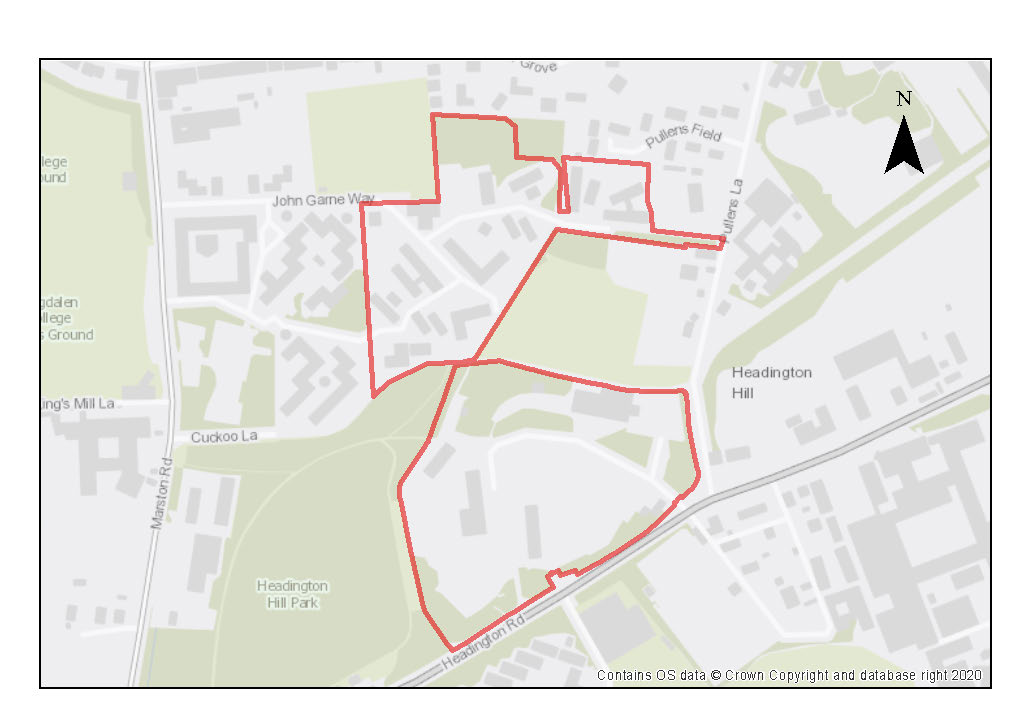 Grove
N
Pullens Field
llege
ound
John Garne Way
Pullens La
gdalen
ollege
s Ground
Headington
Hill
ing's Mill La
Cuckoo La
Marston Rd
Headington
Hill Park
Headington Rd
Contains OS data © Crown Copyright and database right 2020